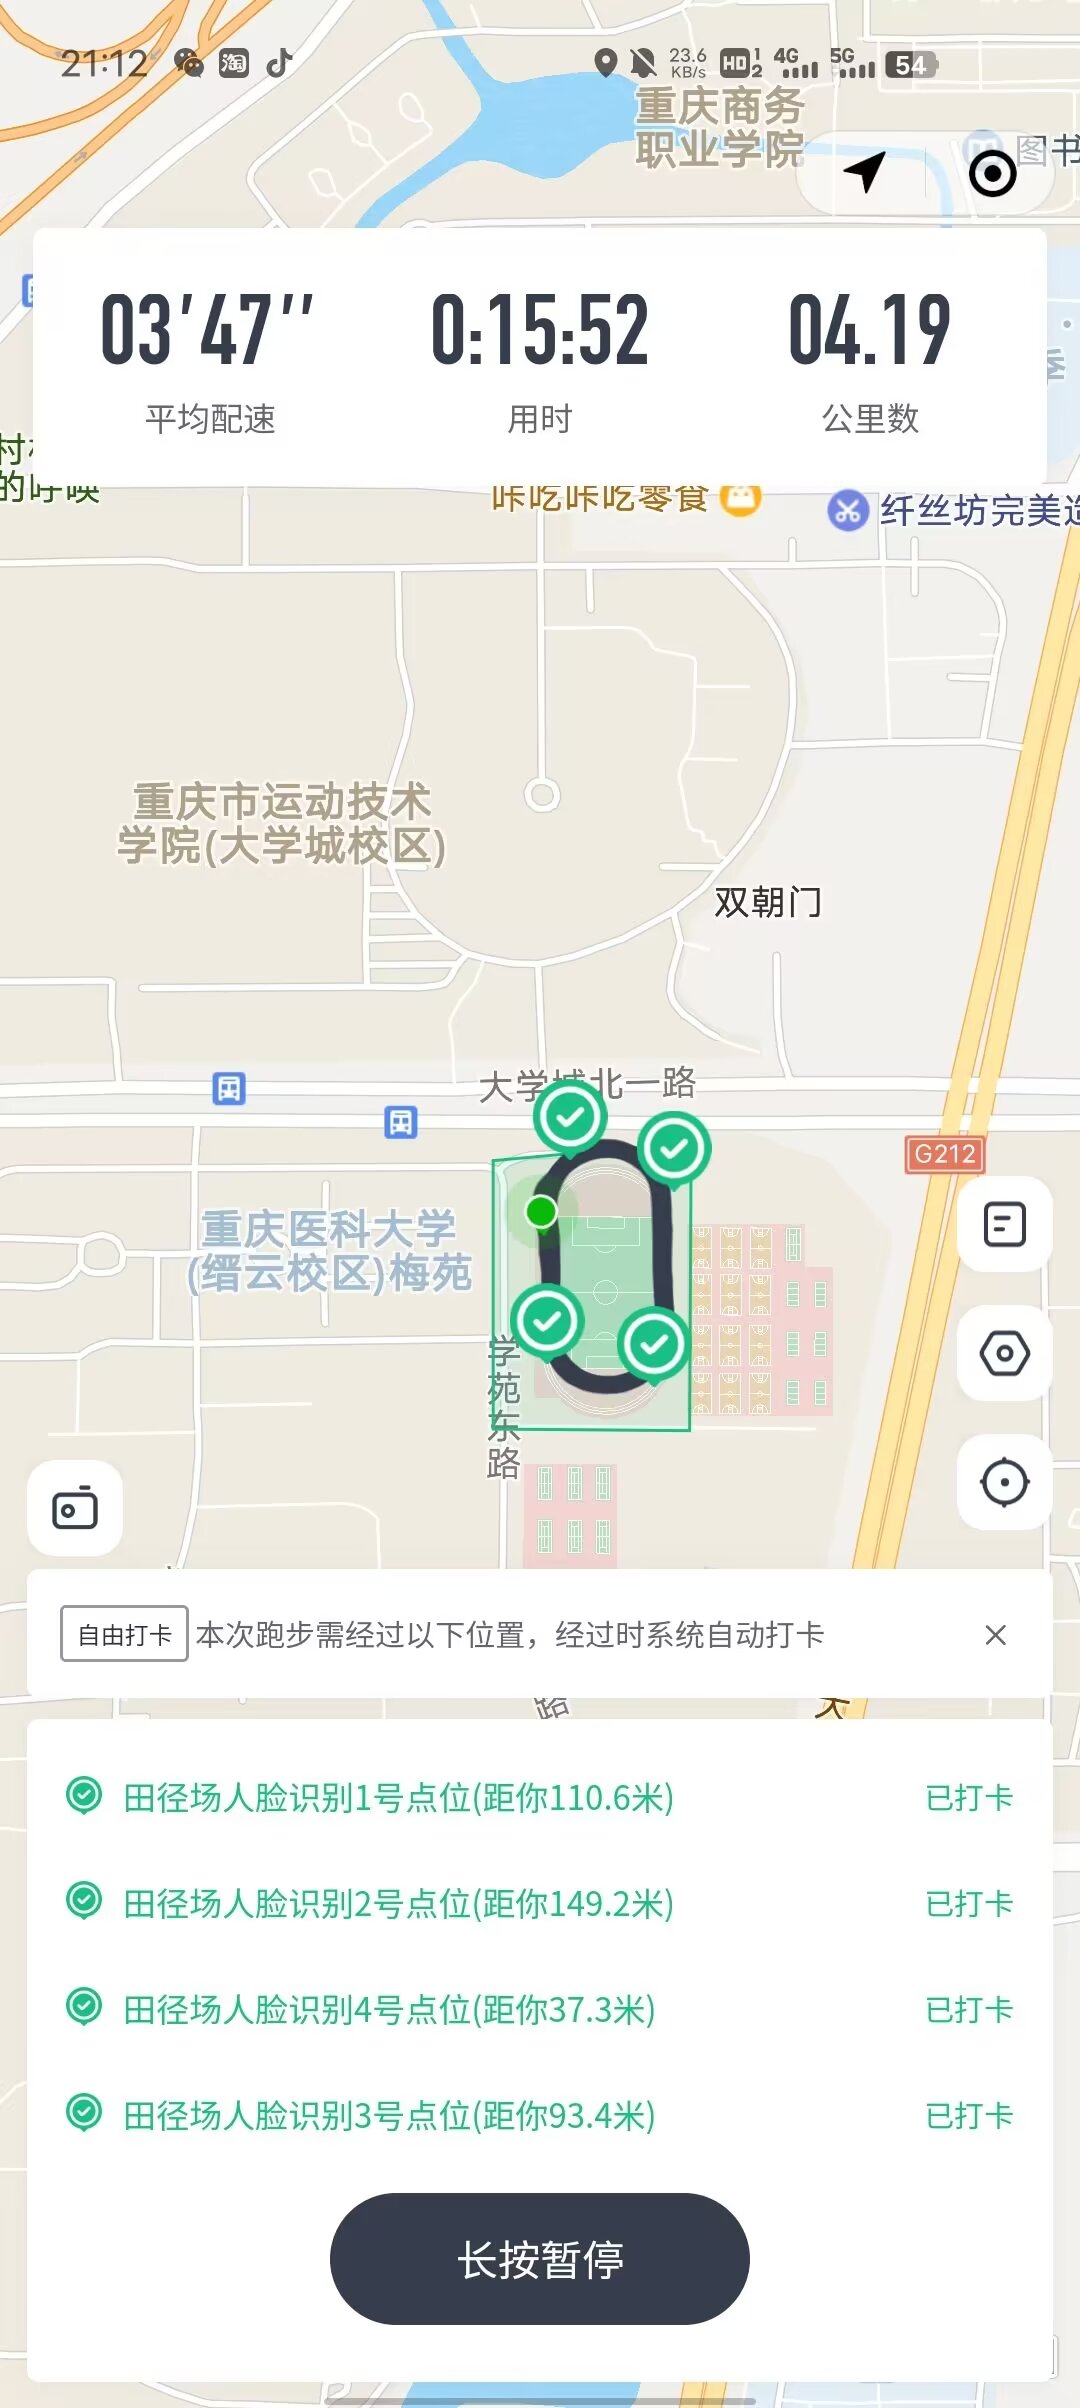 21:12
淘
23.6
KB/s
HD 1 2
4G
5G
54
重庆商务
职业学院
图书
03'47''
0:15:52
04.19
平均配速
用时
公里数
村
的呼唤
咔吃咔吃零食
纤丝坊完美造
重庆市运动技术
学院(大学城校区)
双朝门
大学城北一路
G212
重庆医科大学
(缙云校区)梅苑
学
苑
东
路
自由打卡 本次跑步需经过以下位置，经过时系统自动打卡
路
大
田径场人脸识别1号点位(距你110.6米) 已打卡
田径场人脸识别2号点位(距你149.2米) 已打卡
田径场人脸识别4号点位(距你37.3米) 已打卡
田径场人脸识别3号点位(距你93.4米) 已打卡
长按暂停